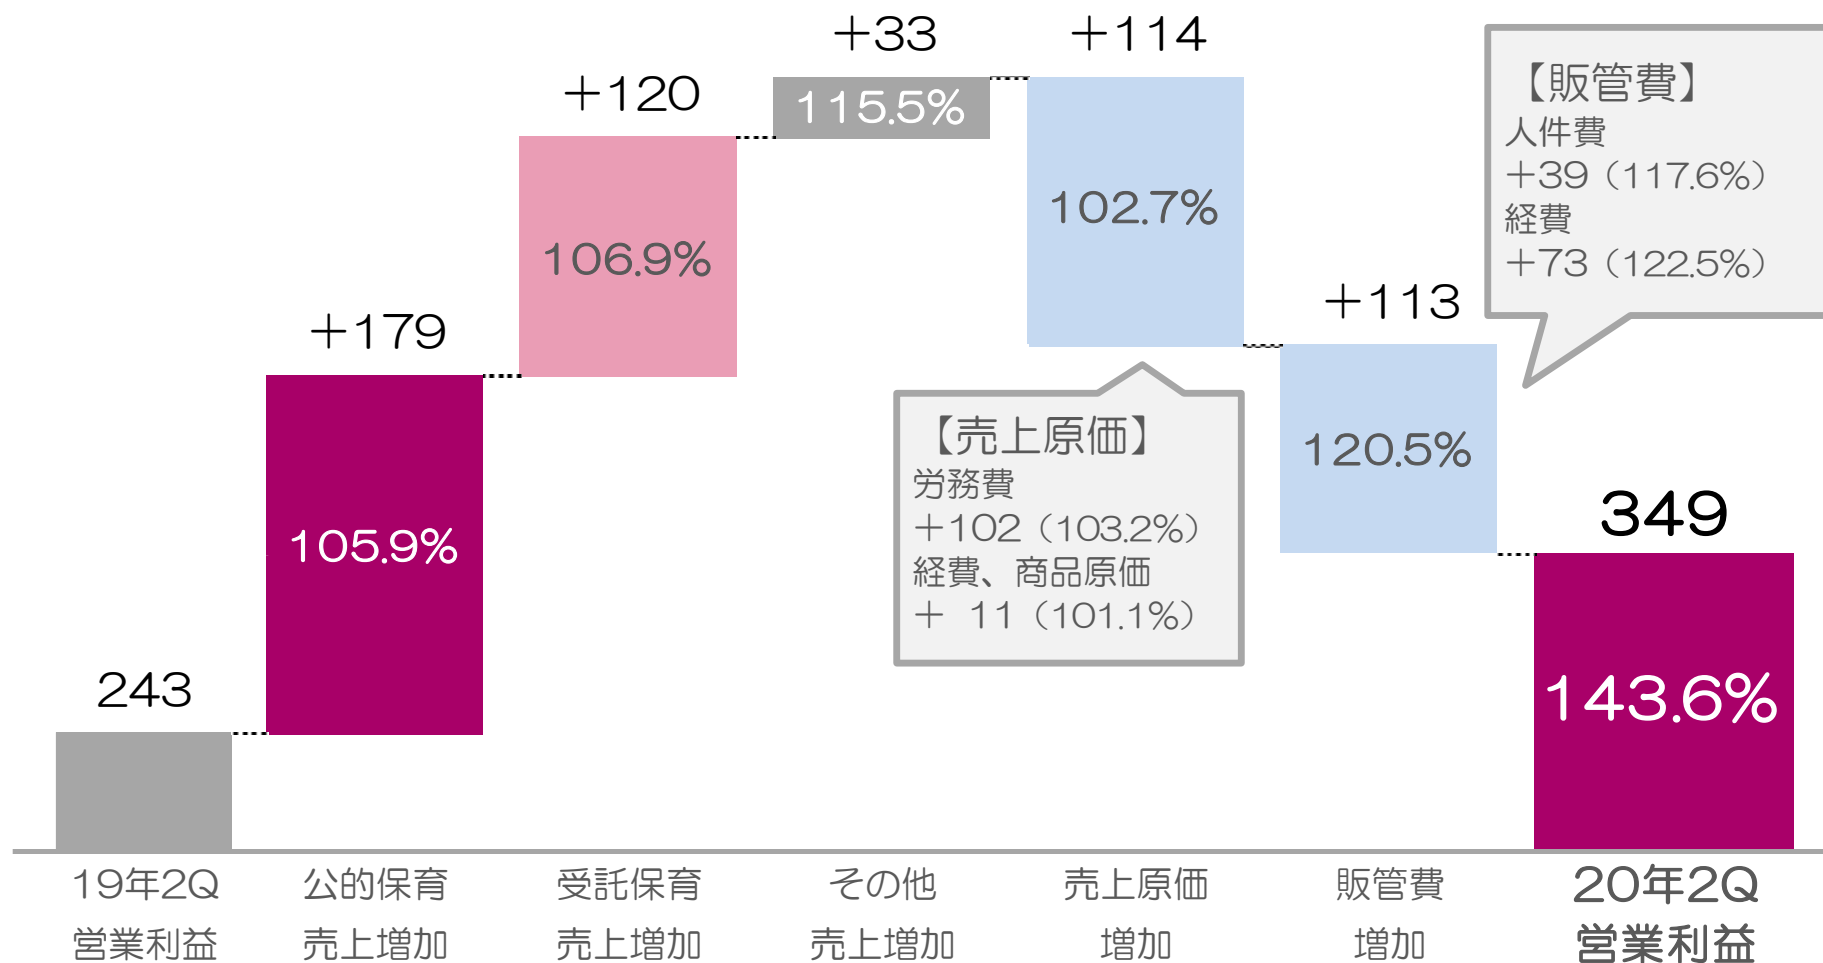 243
+179
105.9%
+120
106.9%
+33
115.5%
+114
102.7%
【売上原価】
労務費
+102（103.2%）
経費、商品原価
+ 11（101.1%）
+113
120.5%
【販管費】
人件費
+39（117.6%）
経費
+73（122.5%）
349
143.6%
19年2Q
営業利益
公的保育
売上増加
受託保育
売上増加
その他
売上増加
売上原価
増加
販管費
増加
20年2Q
営業利益